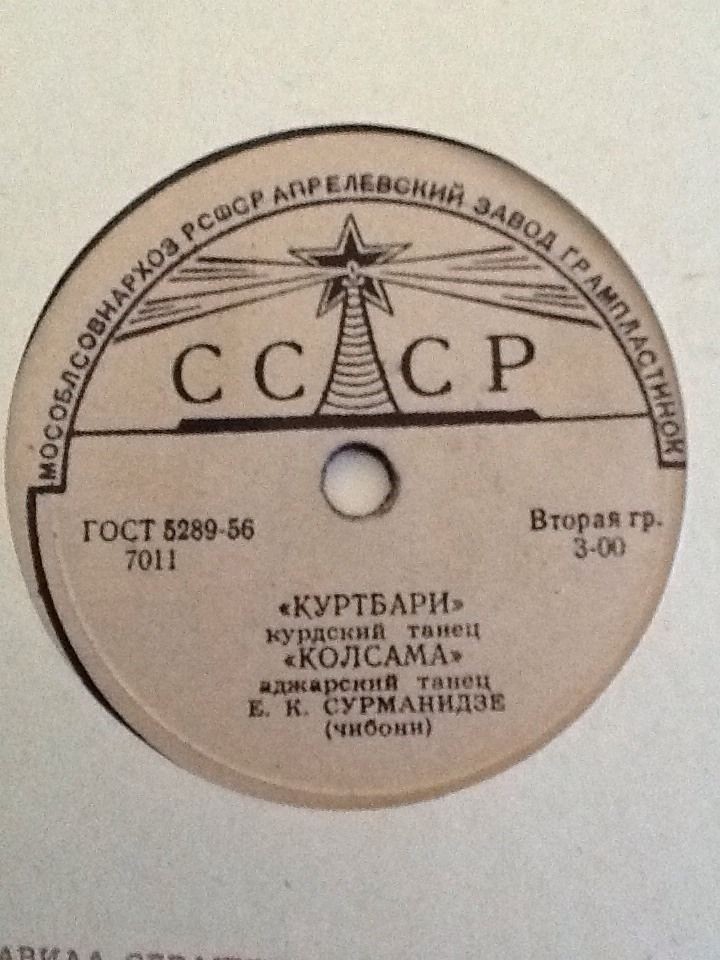 МОСОБЛСОВНАРХОЗ РСФСР АПРЕЛЕВСКИЙ ЗАВОД ГРАМПЛАСТИНОК
СССР
ГОСТ 5289-56
7011
Вторая гр.
3-00
«КУРТБАРИ»
курдский танец
«КОЛСАМА»
аджарский танец
Е. К. СУРМАНИДЗЕ
(чибони)